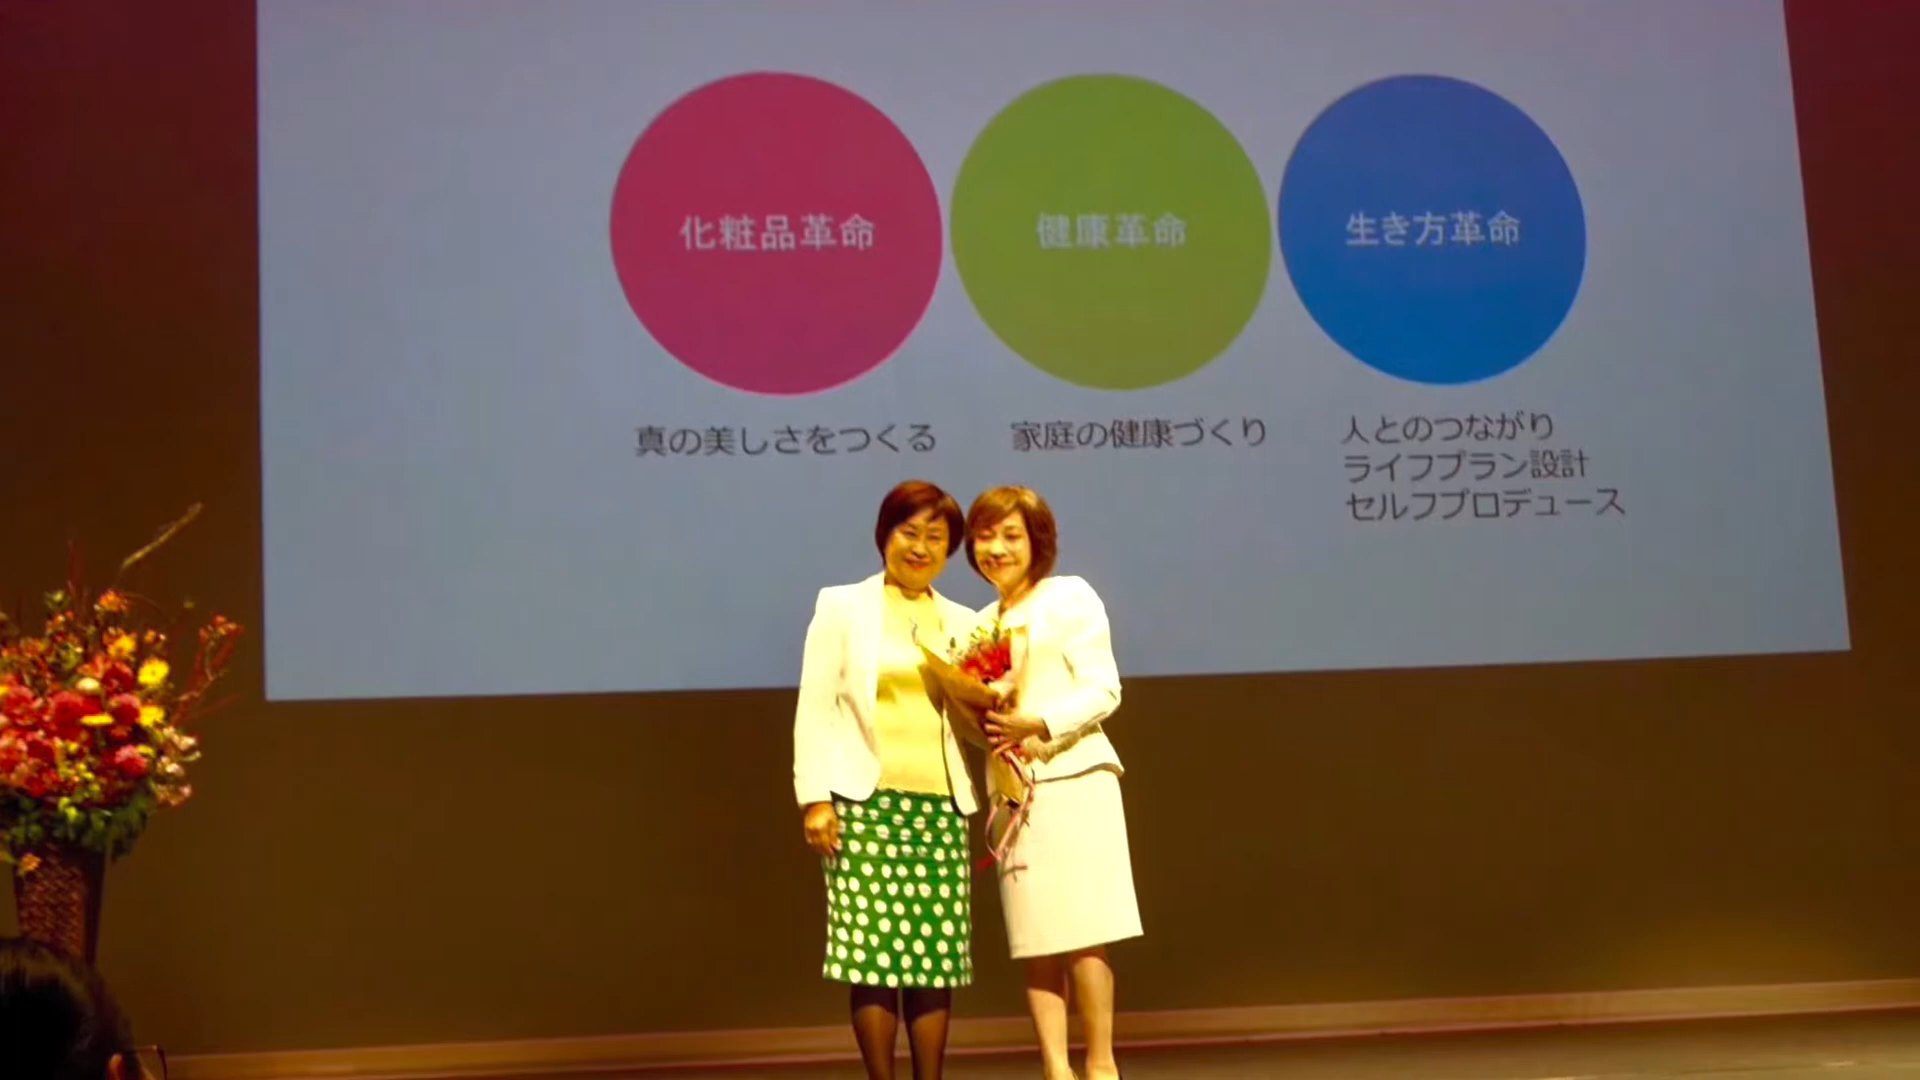 化粧品革命
健康革命
生き方革命
真の美しさをつくる
家庭の健康づくり
人とのつながり
ライフプラン設計
セルフプロデュース